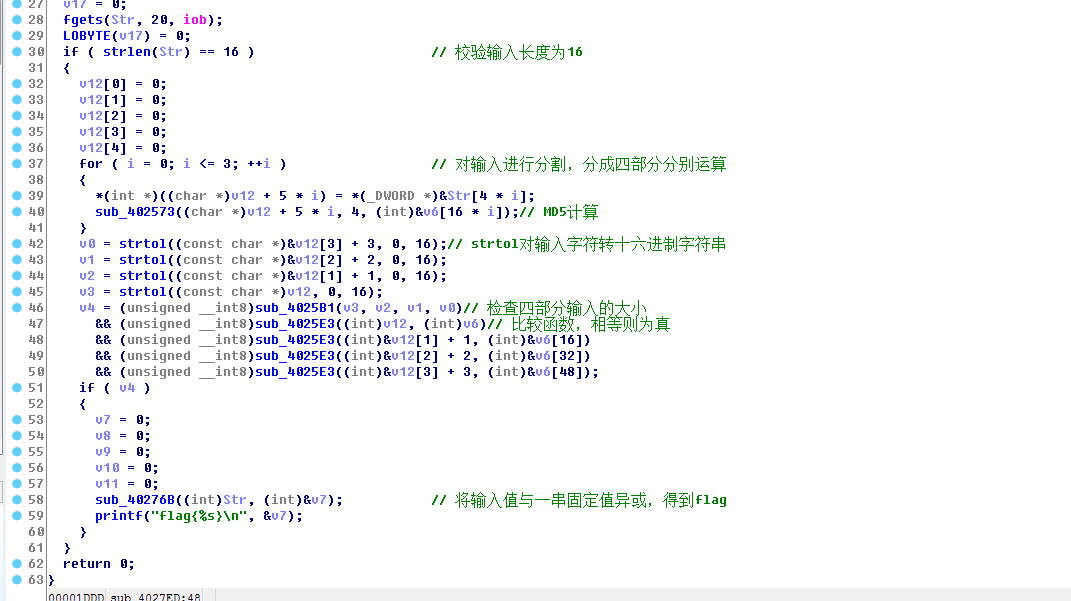 27 v17 = 0;
28 fgets(Str, 20, iob);
29 LOBYTE(v17) = 0;
30 if ( strlen(Str) == 16 ) // 校验输入长度为16
31 {
32 v12[0] = 0;
33 v12[1] = 0;
34 v12[2] = 0;
35 v12[3] = 0;
36 v12[4] = 0;
37 for ( i = 0; i <= 3; ++i ) // 对输入进行分割，分成四部分分别运算
38 {
39 *(int *)((char *)v12 + 5 * i) = *(_DWORD *)&Str[4 * i];
40 sub_402573((char *)v12 + 5 * i, 4, (int)&v6[16 * i]);// MD5计算
41 }
42 v0 = strtol((const char *)&v12[3] + 3, 0, 16);// strtol对输入字符转十六进制字符串
43 v1 = strtol((const char *)&v12[2] + 2, 0, 16);
44 v2 = strtol((const char *)&v12[1] + 1, 0, 16);
45 v3 = strtol((const char *)v12, 0, 16);
46 v4 = (unsigned __int8)sub_4025B1(v3, v2, v1, v0)// 检查四部分输入的大小
47 && (unsigned __int8)sub_4025E3((int)v12, (int)v6)// 比较函数，相等则为真
48 && (unsigned __int8)sub_4025E3((int)&v12[1] + 1, (int)&v6[16])
49 && (unsigned __int8)sub_4025E3((int)&v12[2] + 2, (int)&v6[32])
50 && (unsigned __int8)sub_4025E3((int)&v12[3] + 3, (int)&v6[48]);
51 if ( v4 )
52 {
53 v7 = 0;
54 v8 = 0;
55 v9 = 0;
56 v10 = 0;
57 v11 = 0;
58 sub_40276B((int)Str, (int)&v7); // 将输入值与一串固定值异或，得到flag
59 printf("flag{%s}\n", &v7);
60 }
61 }
62 return 0;
63 }
00001DDD sub_4027ED:48